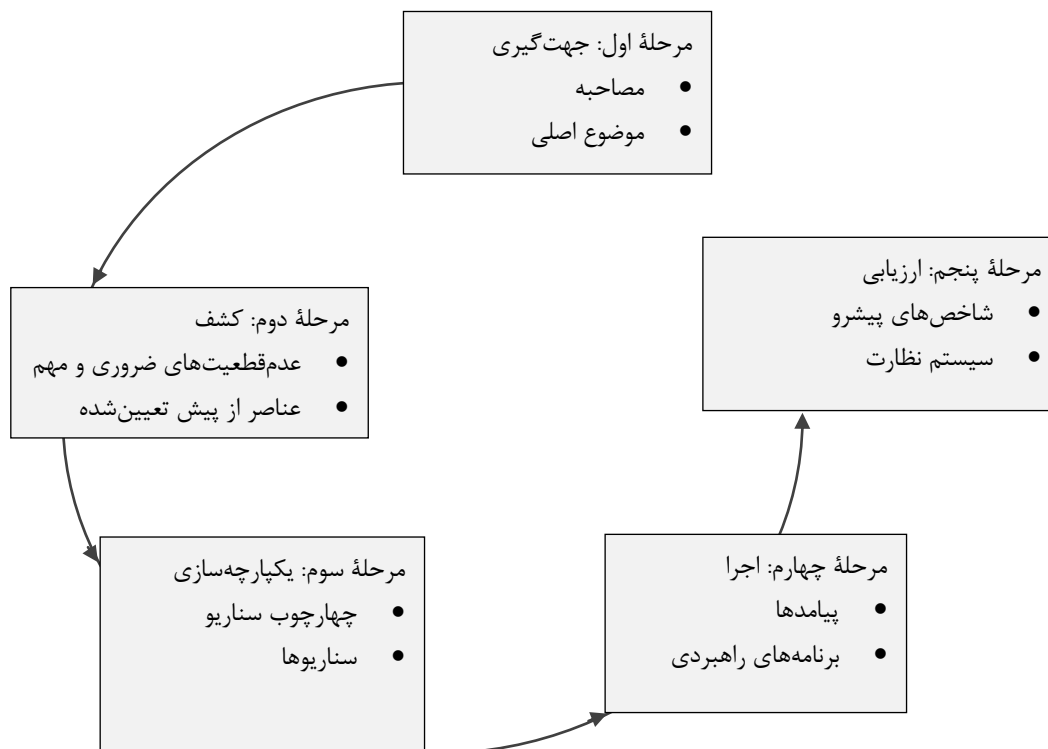 مرحلهٔ اول: جهت‌گیری
● مصاحبه
● موضوع اصلی
مرحلهٔ دوم: کشف
● عدم‌قطعیت‌های ضروری و مهم
● عناصر از پیش تعیین‌شده
مرحلهٔ سوم: یکپارچه‌سازی
● چهارچوب سناریو
● سناریوها
مرحلهٔ چهارم: اجرا
● پیامدها
● برنامه‌های راهبردی
مرحلهٔ پنجم: ارزیابی
● شاخص‌های پیشرو
● سیستم نظارت